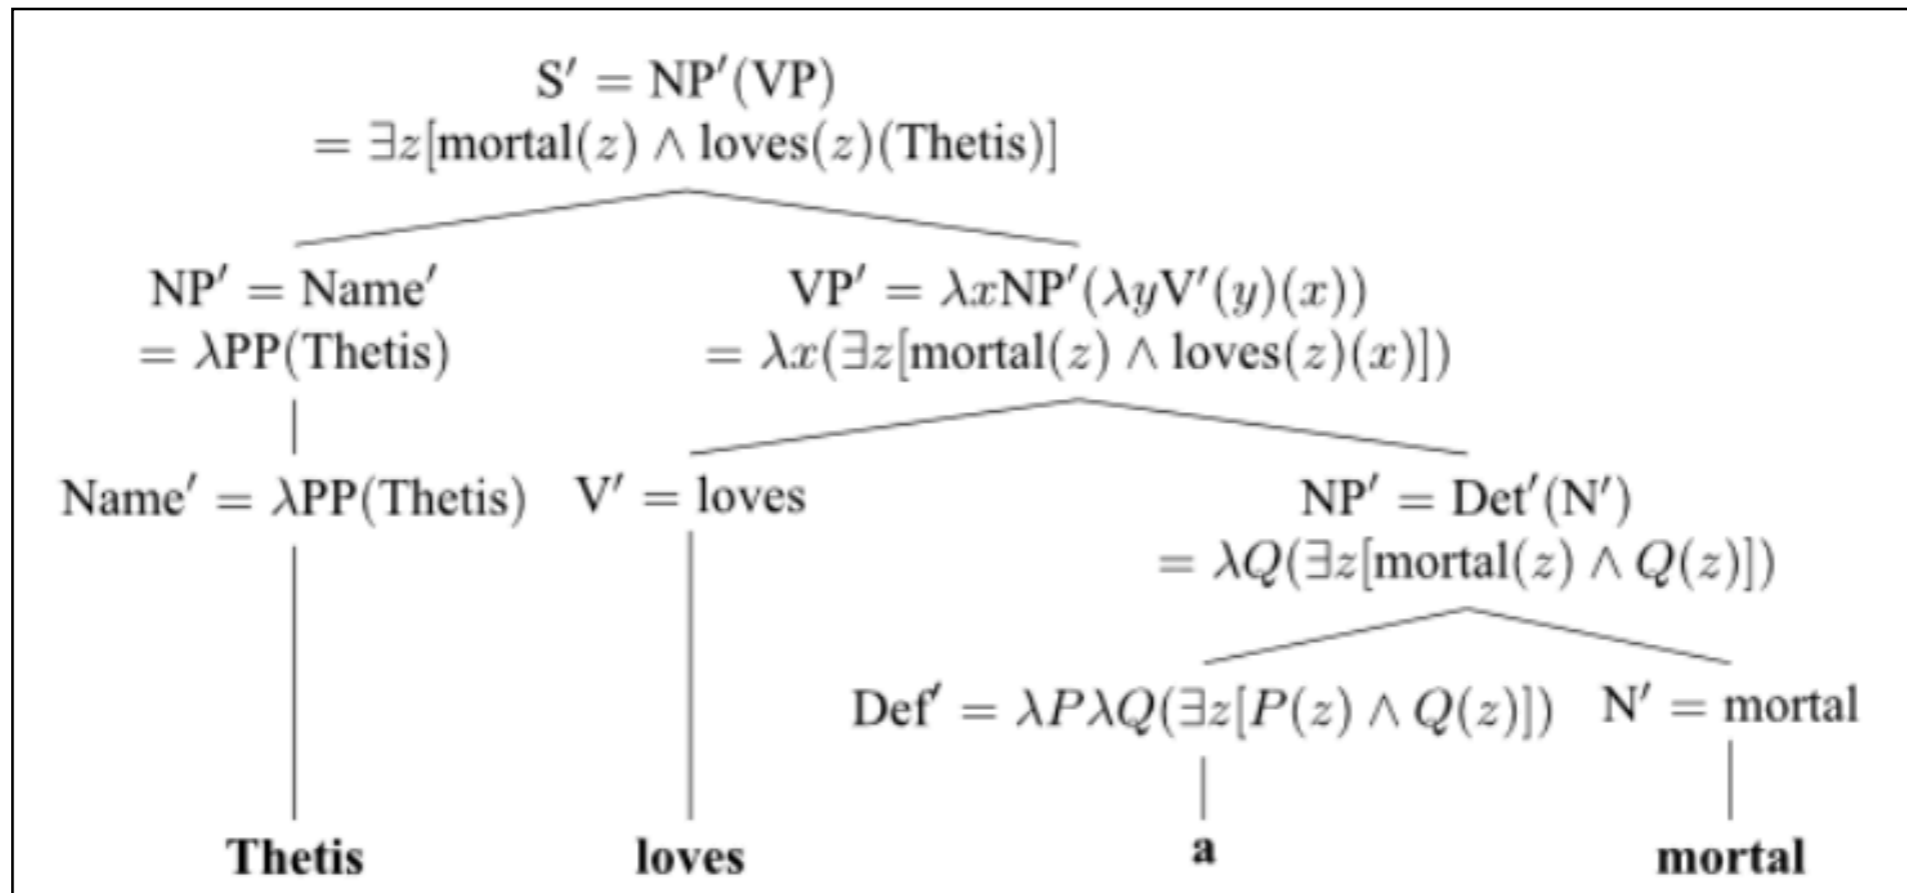 S′ = NP′(VP)
= ∃z[mortal(z) ∧ loves(z)(Thetis)]
NP′ = Name′
= λPP(Thetis)
VP′ = λxNP′(λyV′(y)(x))
= λx(∃z[mortal(z) ∧ loves(z)(x)])
Name′ = λPP(Thetis)
V′ = loves
NP′ = Det′(N′)
= λQ(∃z[mortal(z) ∧ Q(z)])
Def′ = λPλQ(∃z[P(z) ∧ Q(z)])
N′ = mortal
Thetis
loves
a
mortal